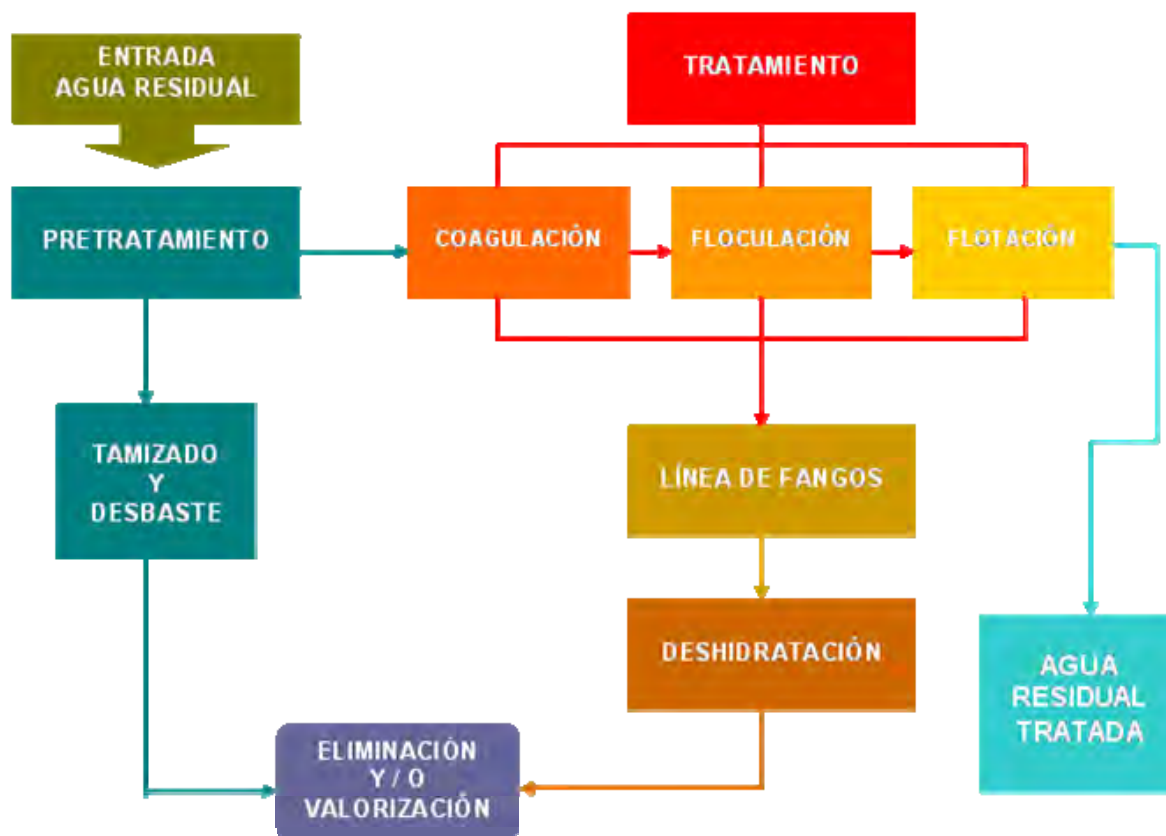 ENTRADA
AGUA RESIDUAL
TRATAMIENTO
PRETRATAMIENTO
COAGULACIÓN
FLOCULACIÓN
FLOTACIÓN
TAMIZADO
Y
DESBASTE
LÍNEA DE FANGOS
DESHIDRATACIÓN
AGUA
RESIDUAL
TRATADA
ELIMINACIÓN
Y / O
VALORIZACIÓN